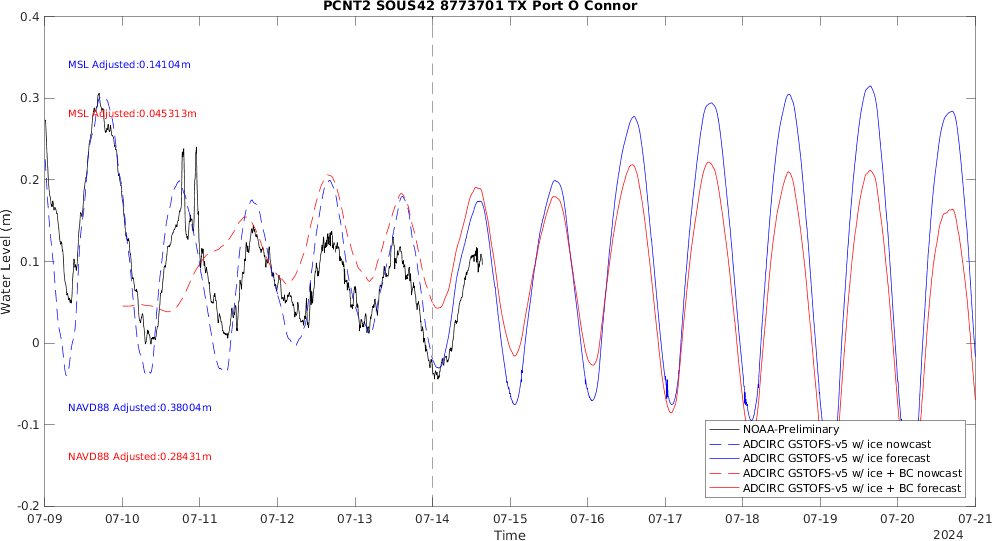 PCNT2 SOUS42 8773701 TX Port O Connor
0.4
0.3
0.2
0.1
0
-0.1
-0.2
Water Level (m)
MSL Adjusted:0.14104m
MSL Adjusted:0.045313m
NAVD88 Adjusted:0.38004m
NAVD88 Adjusted:0.28431m
NOAA-Preliminary
ADCIRC GSTOFS-v5 w/ ice nowcast
ADCIRC GSTOFS-v5 w/ ice forecast
ADCIRC GSTOFS-v5 w/ ice + BC nowcast
ADCIRC GSTOFS-v5 w/ ice + BC forecast
07-09 07-10 07-11 07-12 07-13 07-14 07-15 07-16 07-17 07-18 07-19 07-20 07-21
Time
2024